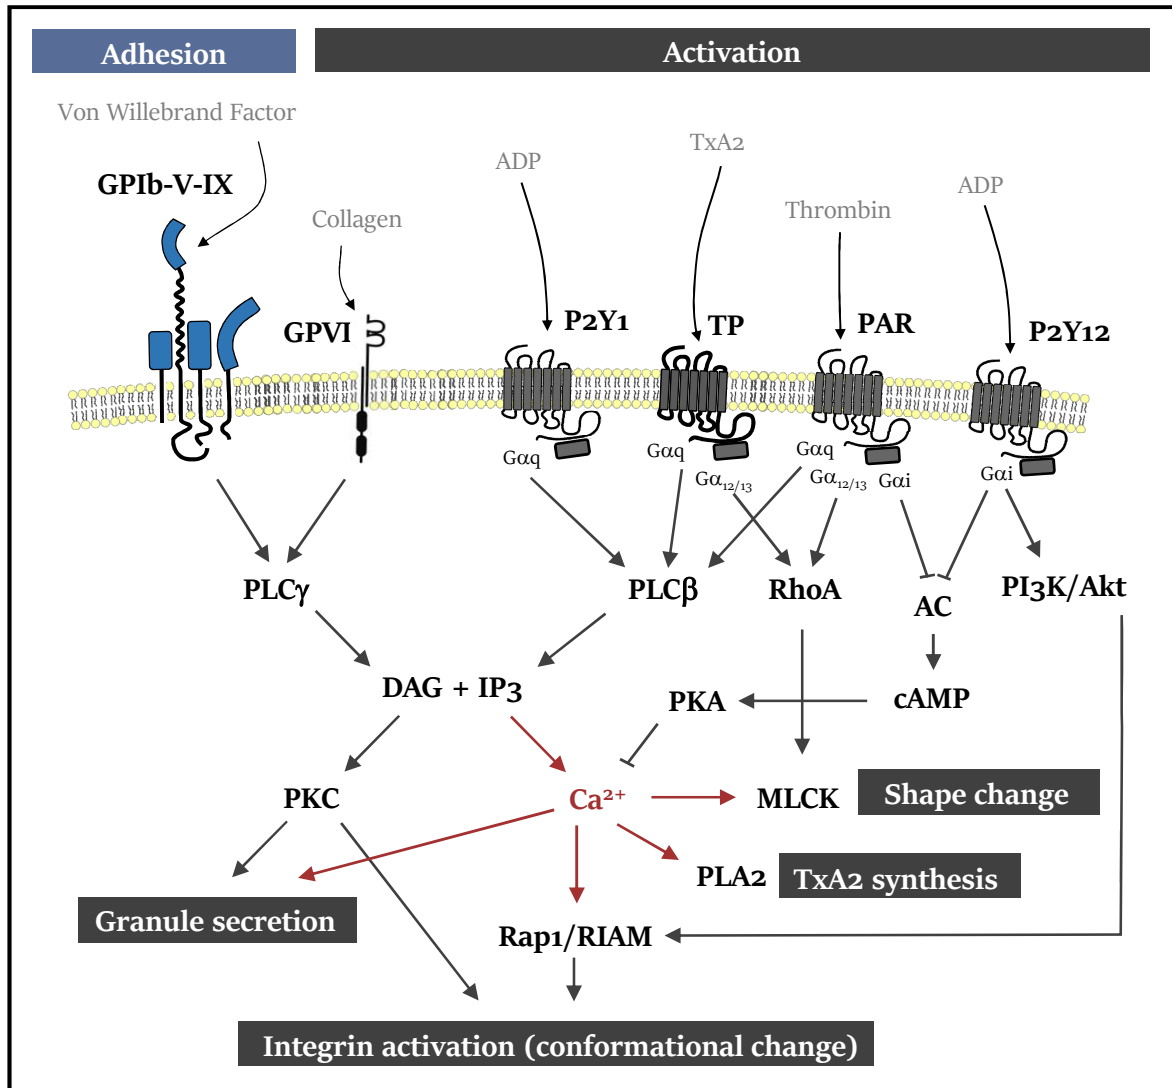 Adhesion
Activation
Von Willebrand Factor
TxA2
ADP
ADP
GPIb-V-IX
Collagen
Thrombin
GPVI
P2Y1
TP
PAR
P2Y12
Gαq
Gαq
Gα12/13
Gαq
Gα12/13
Gαi
Gαi
PLCγ
PLCβ
RhoA
AC
PI3K/Akt
DAG + IP3
PKA
cAMP
PKC
Ca²⁺
MLCK
Shape change
PLA2
TxA2 synthesis
Granule secretion
Rap1/RIAM
Integrin activation (conformational change)